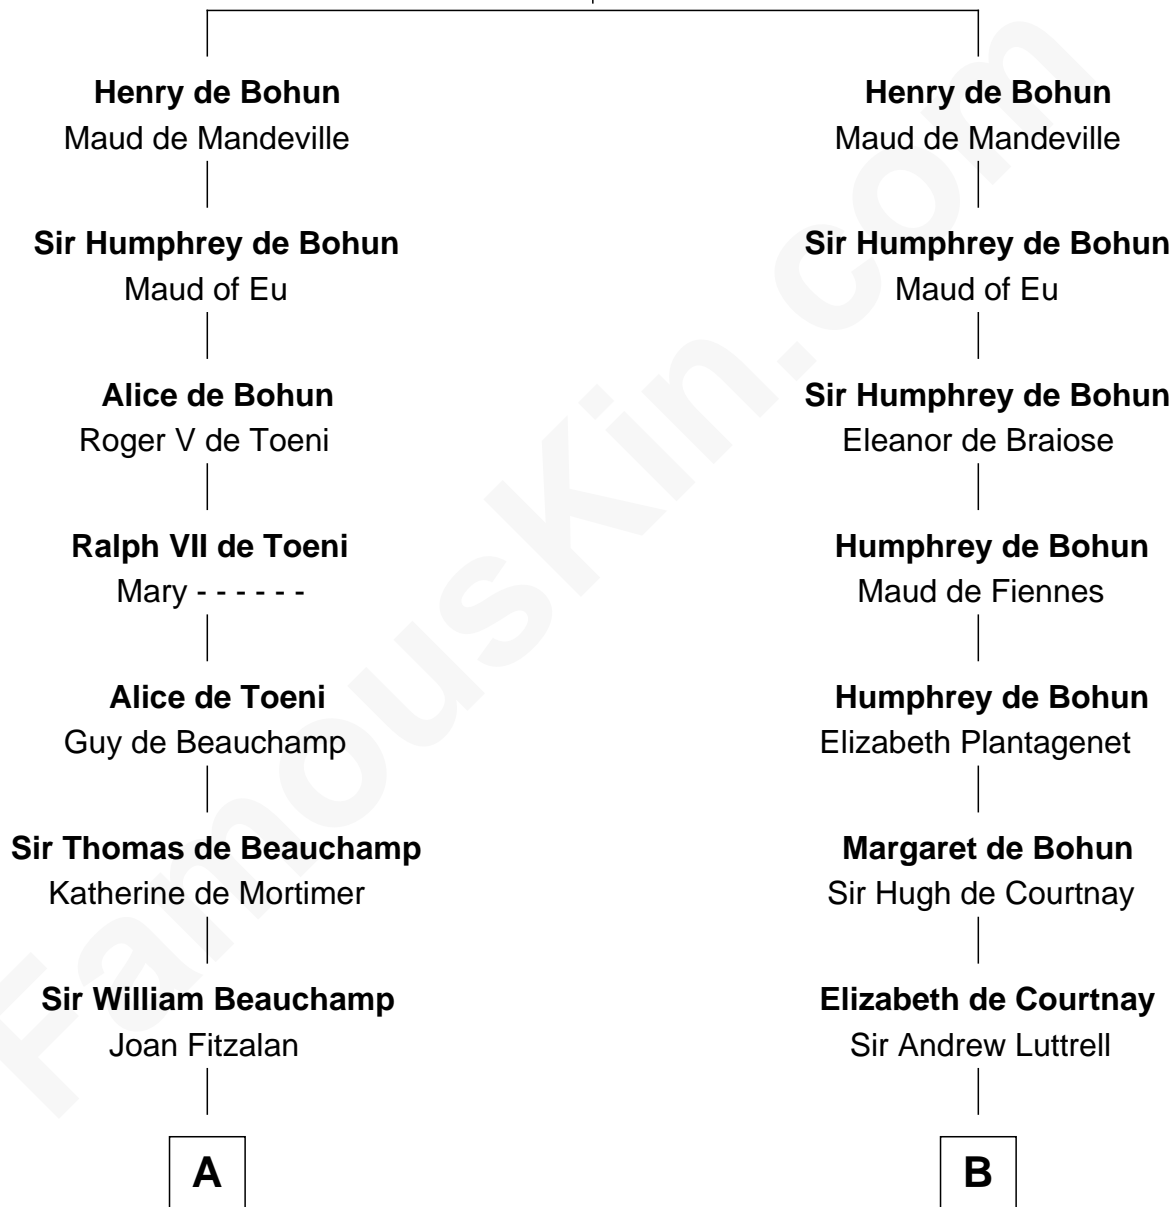 Henry de Bohun
Maud de Mandeville
Sir Humphrey de Bohun
Maud of Eu
Alice de Bohun
Roger V de Toeni
Ralph VII de Toeni
Mary - - - - - -
Alice de Toeni
Guy de Beauchamp
Sir Thomas de Beauchamp
Katherine de Mortimer
Sir William Beauchamp
Joan Fitzalan
A
Henry de Bohun
Maud de Mandeville
Sir Humphrey de Bohun
Maud of Eu
Sir Humphrey de Bohun
Eleanor de Braiose
Humphrey de Bohun
Maud de Fiennes
Humphrey de Bohun
Elizabeth Plantagenet
Margaret de Bohun
Sir Hugh de Courtnay
Elizabeth de Courtnay
Sir Andrew Luttrell
B
FamousKin.com